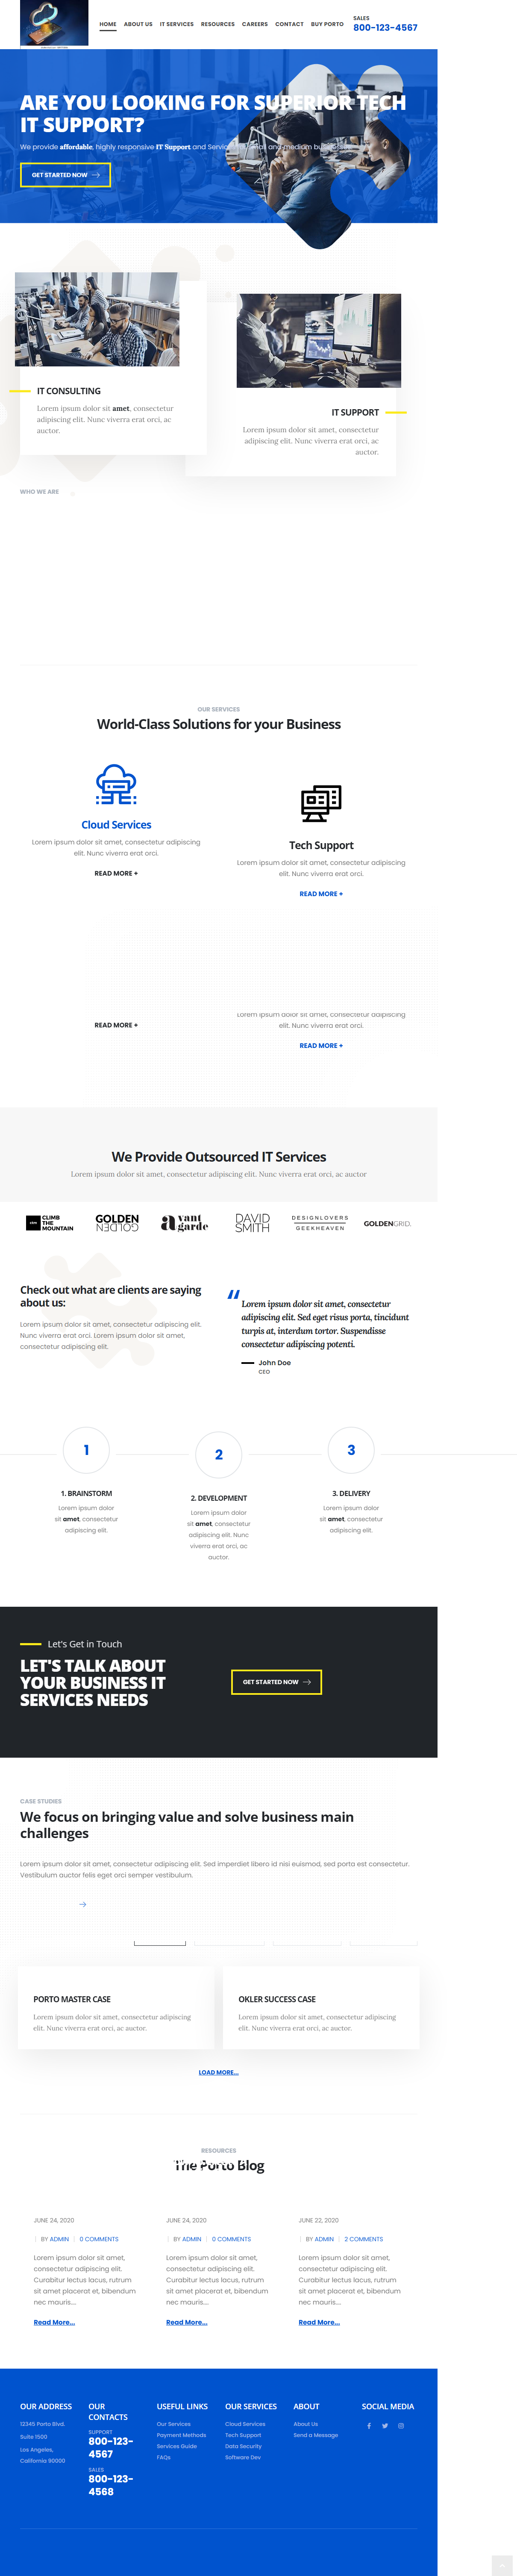 HOME ABOUT US IT SERVICES RESOURCES CAREERS CONTACT BUY PORTO
SALES
800-123-4567
ARE YOU LOOKING FOR SUPERIOR TECH
IT SUPPORT?
We provide affordable, highly responsive IT Support and Services to small and medium
GET STARTED NOW
IT CONSULTING
Lorem ipsum dolor sit amet, consectetur
adipiscing elit. Nunc viverra erat orci, ac
auctor.
IT SUPPORT
Lorem ipsum dolor sit amet, consectetur
adipiscing elit. Nunc viverra erat orci, ac
auctor.
WHO WE ARE
OUR SERVICES
World-Class Solutions for your Business
Cloud Services
Lorem ipsum dolor sit amet, consectetur adipiscing
elit. Nunc viverra erat orci.
READ MORE +
Tech Support
Lorem ipsum dolor sit amet, consectetur adipiscing
elit. Nunc viverra erat orci.
READ MORE +
READ MORE +
Lorem ipsum dolor sit amet, consectetur adipiscing
elit. Nunc viverra erat orci.
READ MORE +
We Provide Outsourced IT Services
Lorem ipsum dolor sit amet, consectetur adipiscing elit. Nunc viverra erat orci, ac auctor
CLIMB
THE
MOUNTAIN
GOLDEN
GOLDEN
avant
garde
DAVID
SMITH
DESIGNLOVERS
GEEKHEAVEN
GOLDENGRID.
Check out what are clients are saying
about us:
Lorem ipsum dolor sit amet, consectetur adipiscing elit.
Nunc viverra erat orci. Lorem ipsum dolor sit amet,
consectetur adipiscing elit.
Lorem ipsum dolor sit amet, consectetur
adipiscing elit. Sed eget risus porta, tincidunt
turpis at, interdum tortor. Suspendisse
consectetur adipiscing potenti.
John Doe
CEO
1
1. BRAINSTORM
Lorem ipsum dolor
sit amet, consectetur
adipiscing elit.
2
2. DEVELOPMENT
Lorem ipsum dolor
sit amet, consectetur
adipiscing elit. Nunc
viverra erat orci, ac
auctor.
3
3. DELIVERY
Lorem ipsum dolor
sit amet, consectetur
adipiscing elit.
Let's Get in Touch
LET'S TALK ABOUT
YOUR BUSINESS IT
SERVICES NEEDS
GET STARTED NOW
CASE STUDIES
We focus on bringing value and solve business main
challenges
Lorem ipsum dolor sit amet, consectetur adipiscing elit. Sed imperdiet libero id nisi euismod, sed porta est consectetur.
Vestibulum auctor felis eget orci semper vestibulum.
PORTO MASTER CASE
Lorem ipsum dolor sit amet, consectetur adipiscing
elit. Nunc viverra erat orci, ac auctor.
OKLER SUCCESS CASE
Lorem ipsum dolor sit amet, consectetur adipiscing
elit. Nunc viverra erat orci, ac auctor.
LOAD MORE...
RESOURCES
The Porto Blog
JUNE 24, 2020
BY ADMIN 0 COMMENTS
Lorem ipsum dolor sit amet,
consectetur adipiscing elit.
Curabitur lectus lacus, rutrum
sit amet placerat et, bibendum
nec mauris....
Read More...
JUNE 24, 2020
BY ADMIN 0 COMMENTS
Lorem ipsum dolor sit amet,
consectetur adipiscing elit.
Curabitur lectus lacus, rutrum
sit amet placerat et, bibendum
nec mauris....
Read More...
JUNE 22, 2020
BY ADMIN 2 COMMENTS
Lorem ipsum dolor sit amet,
consectetur adipiscing elit.
Curabitur lectus lacus, rutrum
sit amet placerat et, bibendum
nec mauris....
Read More...
OUR ADDRESS
12345 Porto Blvd.
Suite 1500
Los Angeles,
California 90000
OUR
CONTACTS
SUPPORT
800-123-
4567
SALES
800-123-
4568
USEFUL LINKS
Our Services
Payment Methods
Services Guide
FAQs
OUR SERVICES
Cloud Services
Tech Support
Data Security
Software Dev
ABOUT
About Us
Send a Message
SOCIAL MEDIA